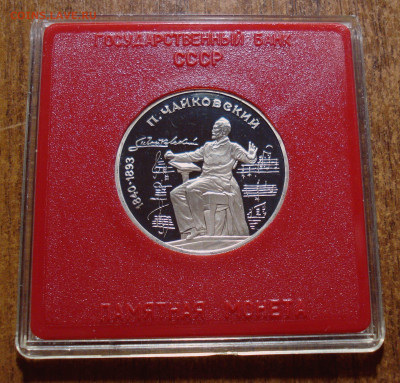 ГОСУДАРСТВЕННЫЙ БАНК
СССР
П. ЧАЙКОВСКИЙ
1840-1893
ПАМЯТНАЯ МОНЕТА